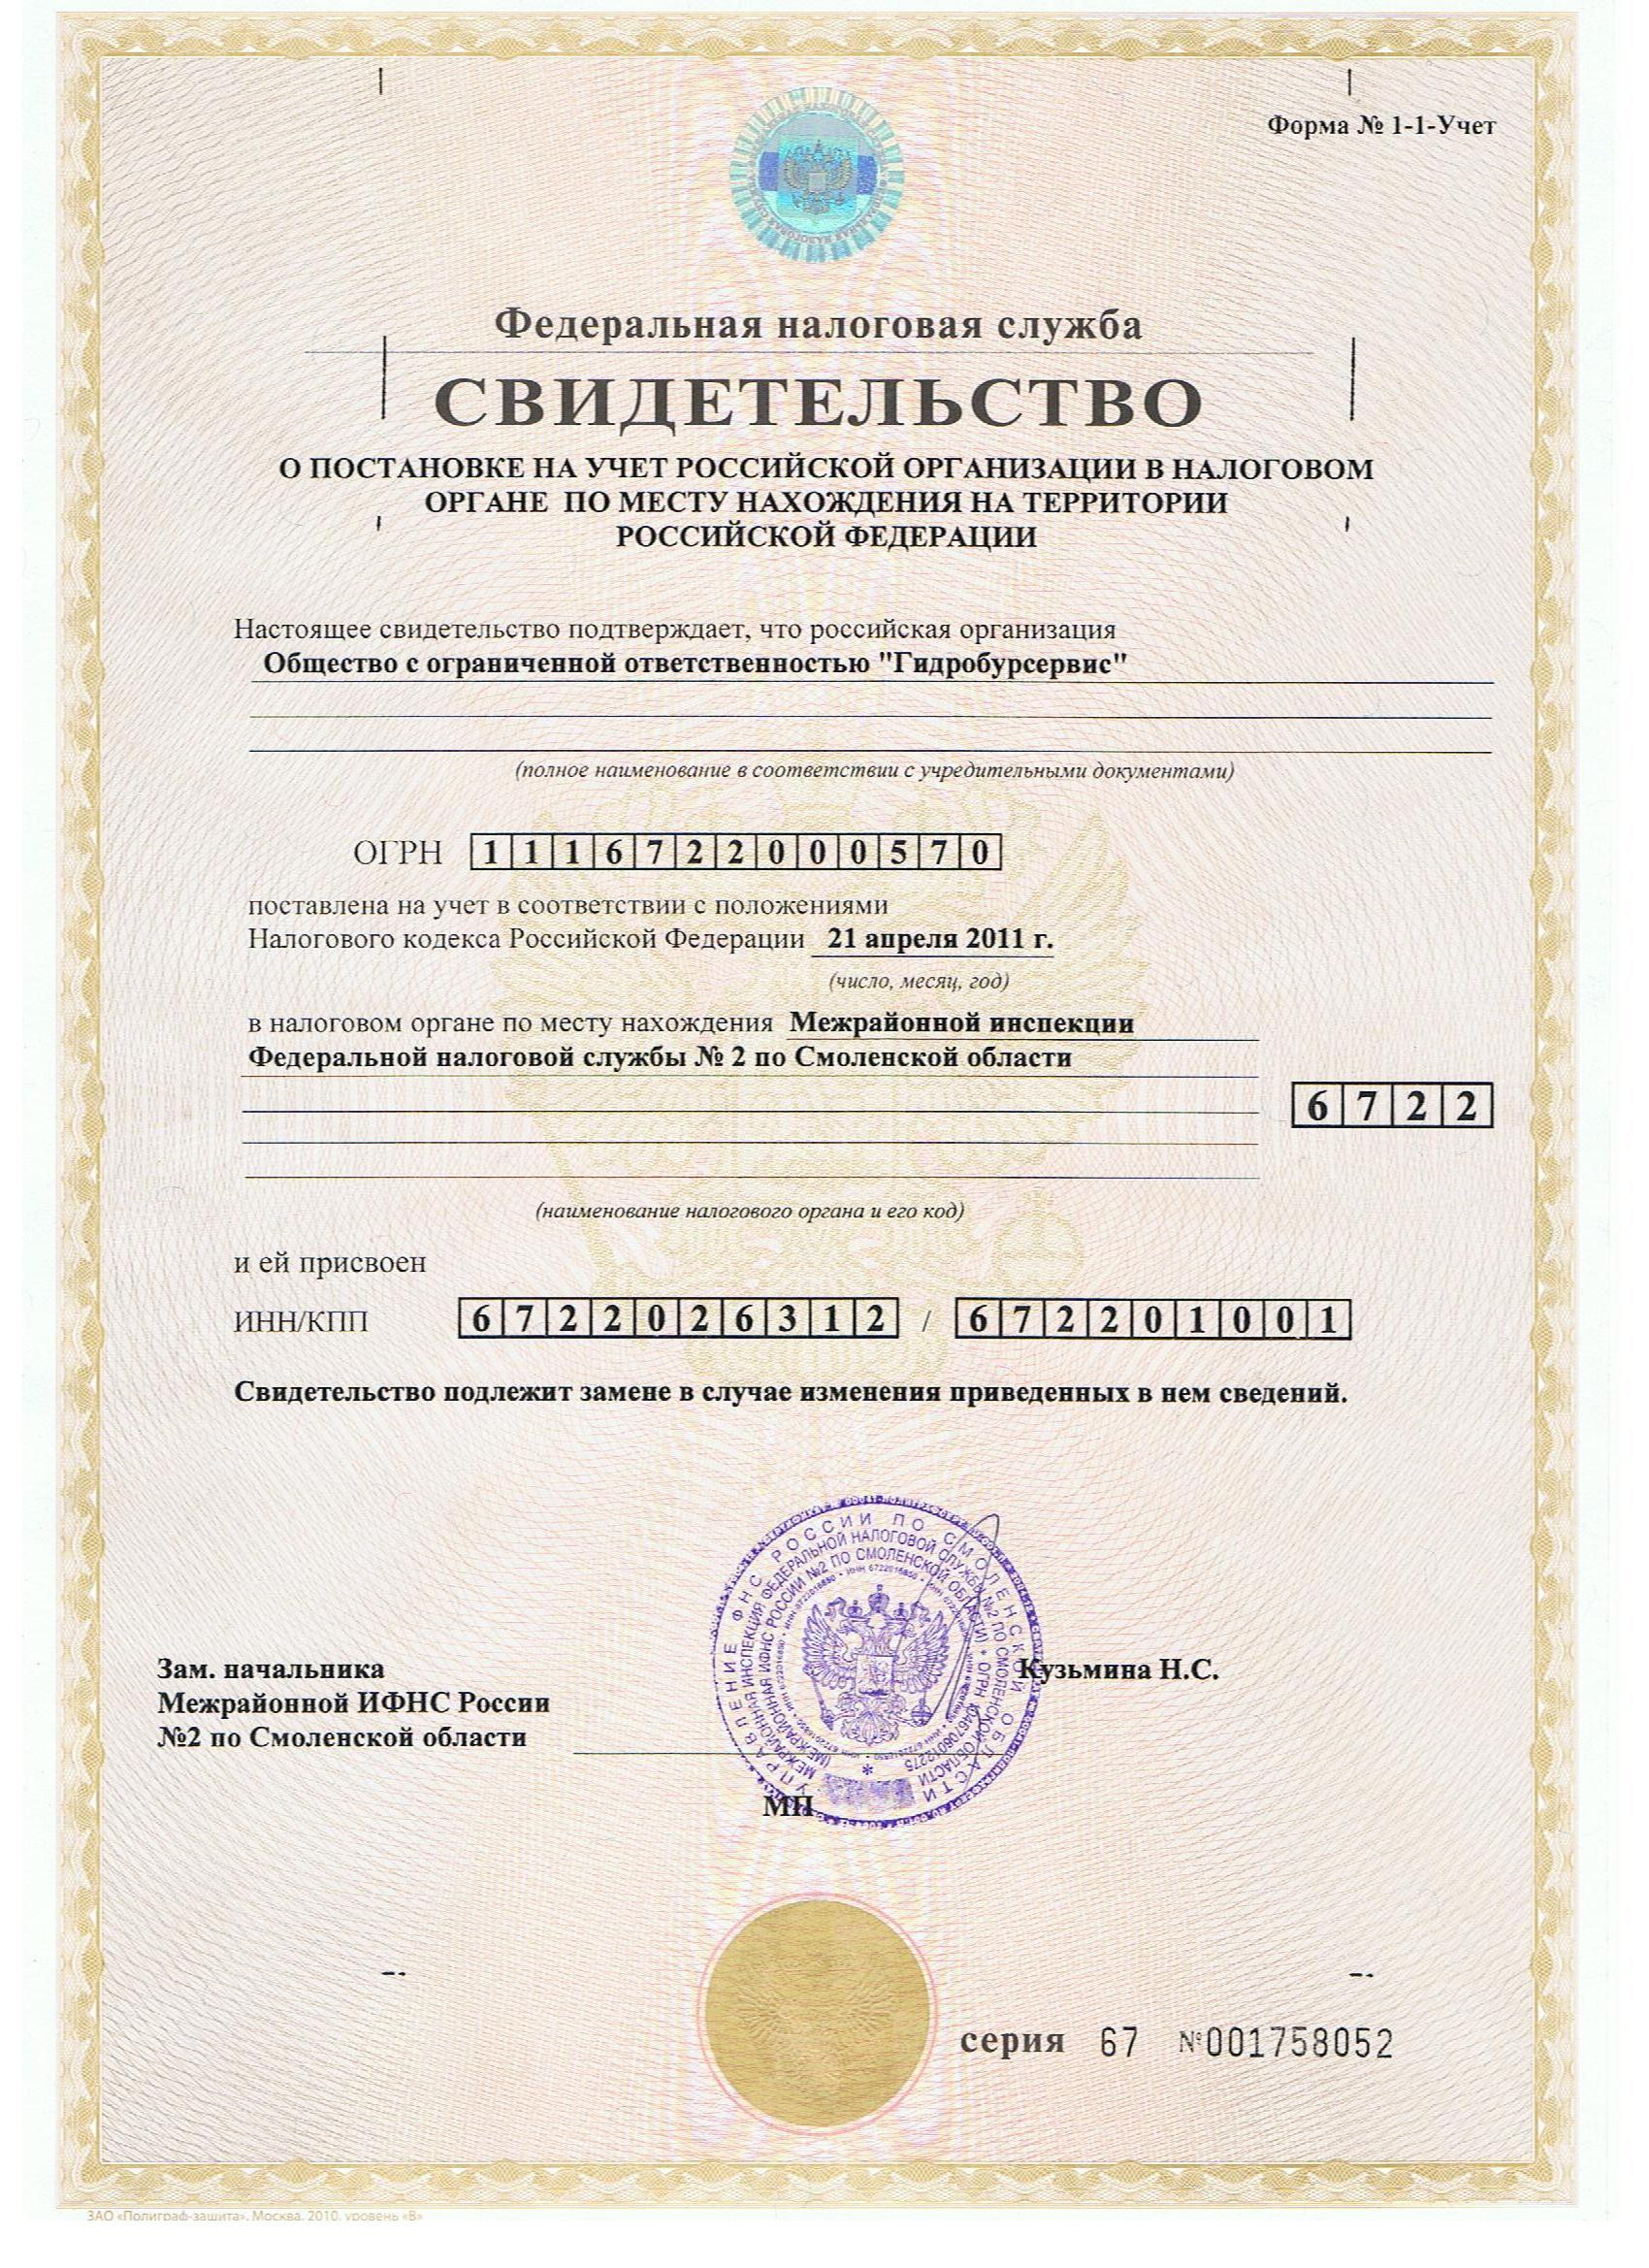 Форма № 1-1-Учет
Федеральная налоговая служба
СВИДЕТЕЛЬСТВО
О ПОСТАНОВКЕ НА УЧЕТ РОССИЙСКОЙ ОРГАНИЗАЦИИ В НАЛОГОВОМ
ОРГАНЕ ПО МЕСТУ НАХОЖДЕНИЯ НА ТЕРРИТОРИИ
РОССИЙСКОЙ ФЕДЕРАЦИИ
Настоящее свидетельство подтверждает, что российская организация
Общество с ограниченной ответственностью "Гидробурсервис"
(полное наименование в соответствии с учредительными документами)
ОГРН 1116722000570
поставлена на учет в соответствии с положениями
Налогового кодекса Российской Федерации 21 апреля 2011 г.
(число, месяц, год)
в налоговом органе по месту нахождения Межрайонной инспекции
Федеральной налоговой службы № 2 по Смоленской области
6722
(наименование налогового органа и его код)
и ей присвоен
ИНН/КПП 6722026312 / 672201001
Свидетельство подлежит замене в случае изменения приведенных в нем сведений.
УПРАВЛЕНИЕ ФНС РОССИИ ПО СМОЛЕНСКОЙ ОБЛАСТИ
МЕЖРАЙОННАЯ ИНСПЕКЦИЯ ФЕДЕРАЛЬНОЙ НАЛОГОВОЙ СЛУЖБЫ №2 ПО СМОЛЕНСКОЙ ОБЛАСТИ
(МЕЖРАЙОННАЯ ИФНС РОССИИ №2 ПО СМОЛЕНСКОЙ ОБЛАСТИ) * ОГРН 1046706012275
Зам. начальника
Межрайонной ИФНС России
№2 по Смоленской области
Кузьмина Н.С.
МП
серия 67 №001758052
ЗАО «Полиграф-защита». Москва. 2010. уровень «В»